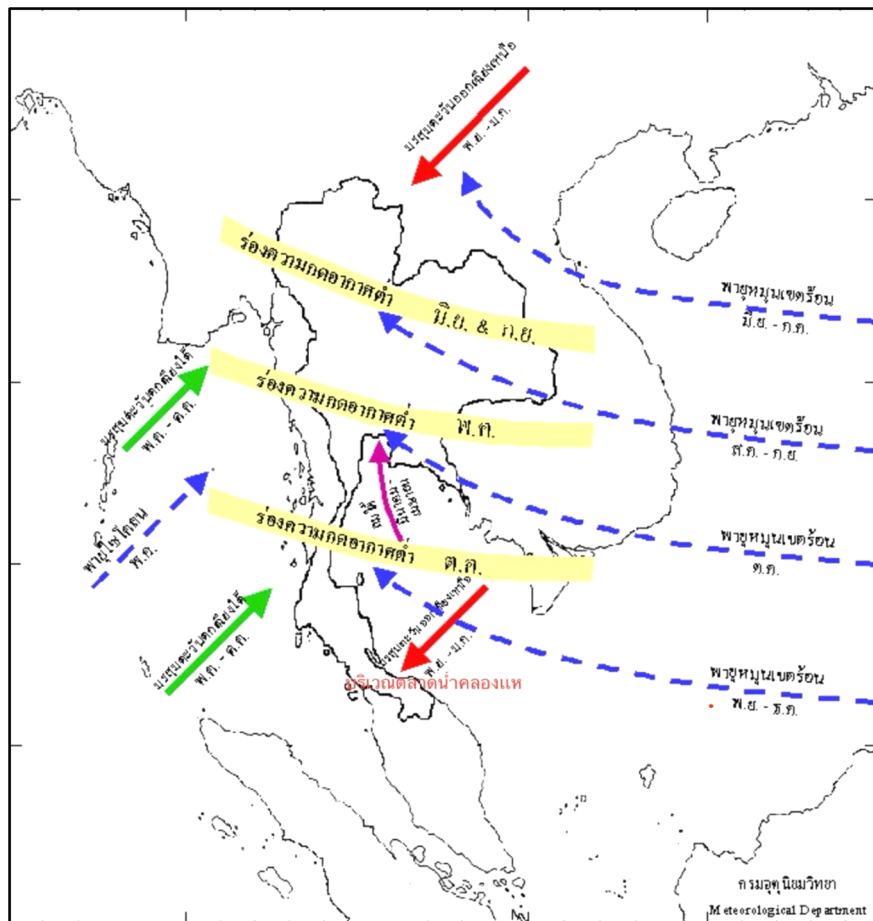 มรสุมตะวันออกเฉียงเหนือ
พ.ย. - ม.ค.
ร่องความกดอากาศต่ำ มิ.ย. & ก.ย.
พายุหมุนเขตร้อน
มิ.ย. - ก.ค.
มรสุมตะวันตกเฉียงใต้
พ.ค. - ต.ค.
ร่องความกดอากาศต่ำ พ.ค.
พายุหมุนเขตร้อน
ส.ค. - ก.ย.
พายุไซโคลน
พ.ค.
ร่องความกดอากาศต่ำ ต.ค.
พายุหมุนเขตร้อน
ต.ค.
มรสุมตะวันตกเฉียงใต้
พ.ค. - ต.ค.
มรสุมตะวันออกเฉียงเหนือ
พ.ย. - ม.ค.
บริเวณตลาดน้ำคลองแห
พายุหมุนเขตร้อน
พ.ย. - ธ.ค.
กรมอุตุนิยมวิทยา
Meteorological Department